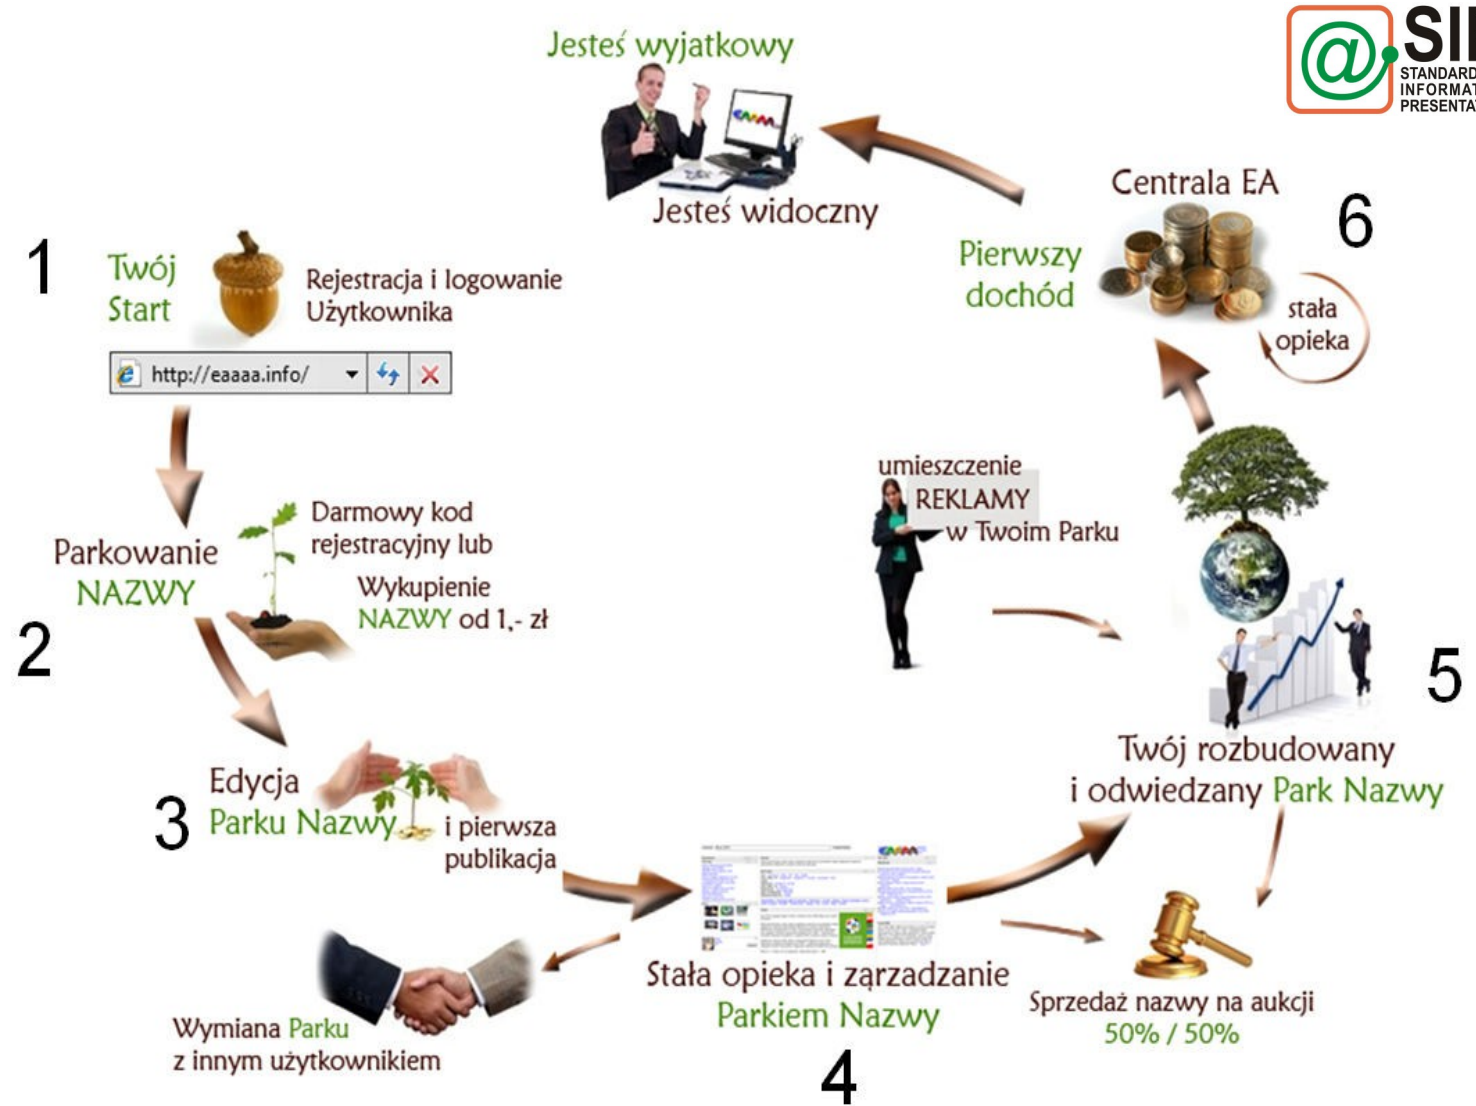 Jesteś wyjatkowy
Jesteś widoczny
STANDARD
1
Twój
Start
Rejestracja i logowanie
Użytkownika
http://eaaaa.info/
Parkowanie
NAZWY
Darmowy kod
rejestracyjny lub
Wykupienie
NAZWY od 1,- zł
2
3
Edycja
Parku Nazwy
i pierwsza
publikacja
Wymiana Parku
z innym użytkownikiem
Stała opieka i ząrzadzanie
Parkiem Nazwy
4
Sprzedaż nazwy na aukcji
50% / 50%
Twój rozbudowany
i odwiedzany Park Nazwy
5
umieszczenie
REKLAMY
w Twoim Parku
Centrala EA
6
Pierwszy
dochód
stała
opieka